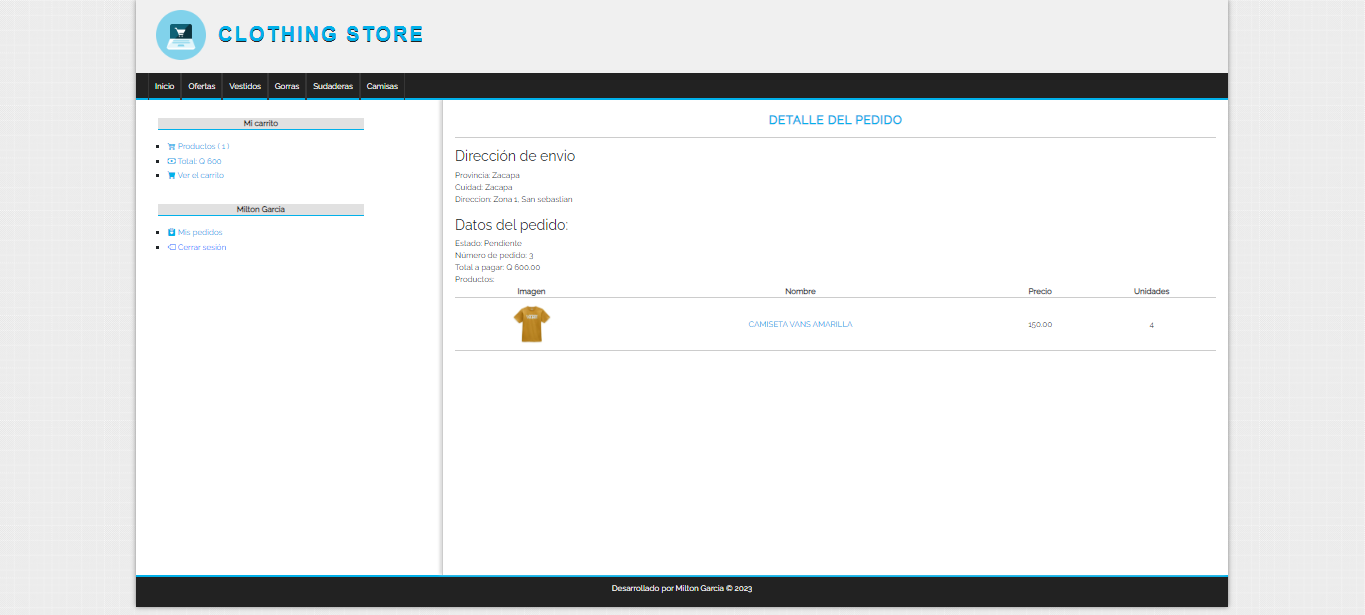 CLOTHING STORE
Inicio Ofertas Vestidos Gorras Sudaderas Camisas
Mi carrito
Productos ( 1 )
Total: Q 600
Ver el carrito
Milton García
Mis pedidos
Cerrar sesión
DETALLE DEL PEDIDO
Dirección de envio
Provincia: Zacapa
Cuidad: Zacapa
Direccion: Zona 1, San sebastian
Datos del pedido:
Estado: Pendiente
Número de pedido: 3
Total a pagar: Q 600.00
Productos:
Imagen Nombre Precio Unidades
CAMISETA VANS AMARILLA 150.00 4
Desarrollado por Milton García © 2023